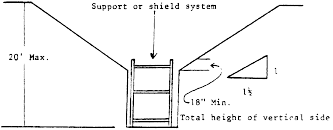 Support or shield system
20' Max.
1
1½
18" Min.
Total height of vertical side